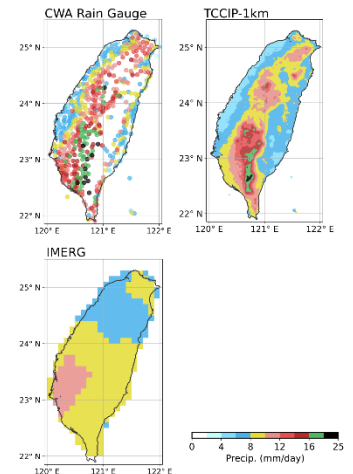 CWA Rain Gauge
TCCIP-1km
25° N
24° N
23° N
22° N
120° E
121° E
122° E
25° N
24° N
23° N
22° N
120° E
121° E
122° E
IMERG
25° N
24° N
23° N
22° N
120° E
121° E
122° E
0 4 8 10 12 16 25
Precip. (mm/day)